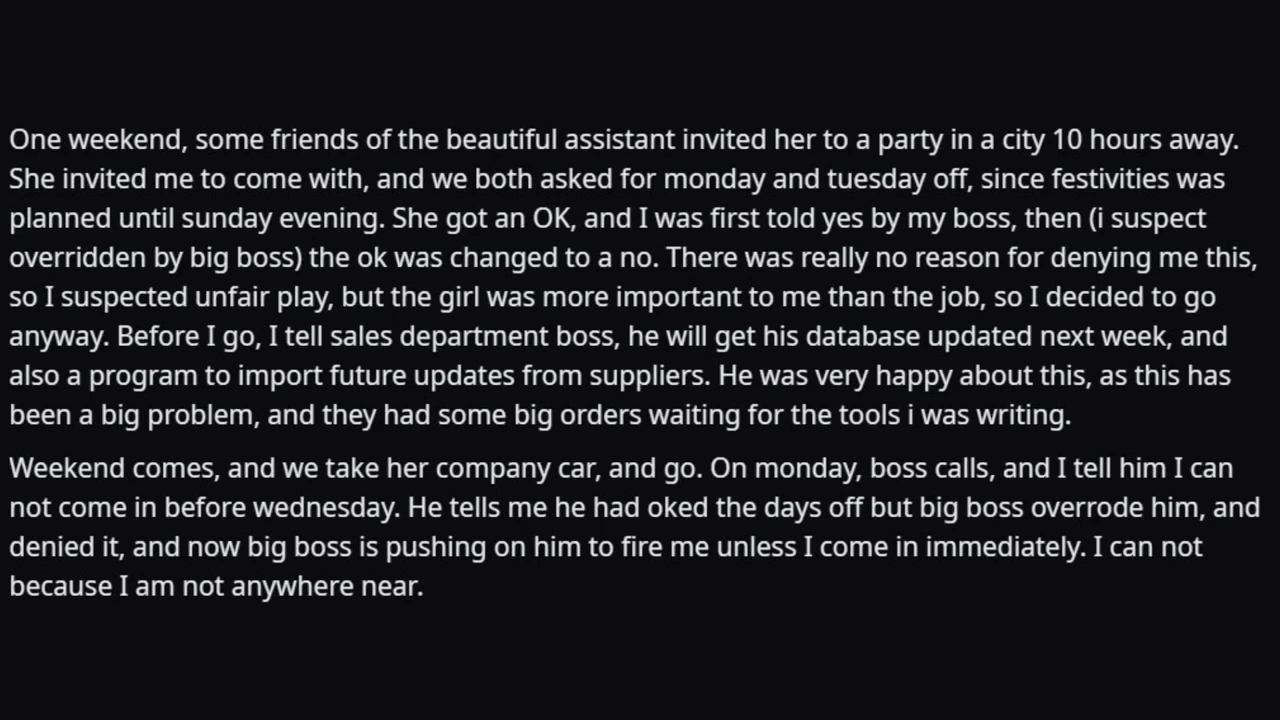 One weekend, some friends of the beautiful assistant invited her to a party in a city 10 hours away.
She invited me to come with, and we both asked for monday and tuesday off, since festivities was
planned until sunday evening. She got an OK, and I was first told yes by my boss, then (i suspect
overridden by big boss) the ok was changed to a no. There was really no reason for denying me this,
so I suspected unfair play, but the girl was more important to me than the job, so I decided to go
anyway. Before I go, I tell sales department boss, he will get his database updated next week, and
also a program to import future updates from suppliers. He was very happy about this, as this has
been a big problem, and they had some big orders waiting for the tools i was writing.
Weekend comes, and we take her company car, and go. On monday, boss calls, and I tell him I can
not come in before wednesday. He tells me he had oked the days off but big boss overrode him, and
denied it, and now big boss is pushing on him to fire me unless I come in immediately. I can not
because I am not anywhere near.